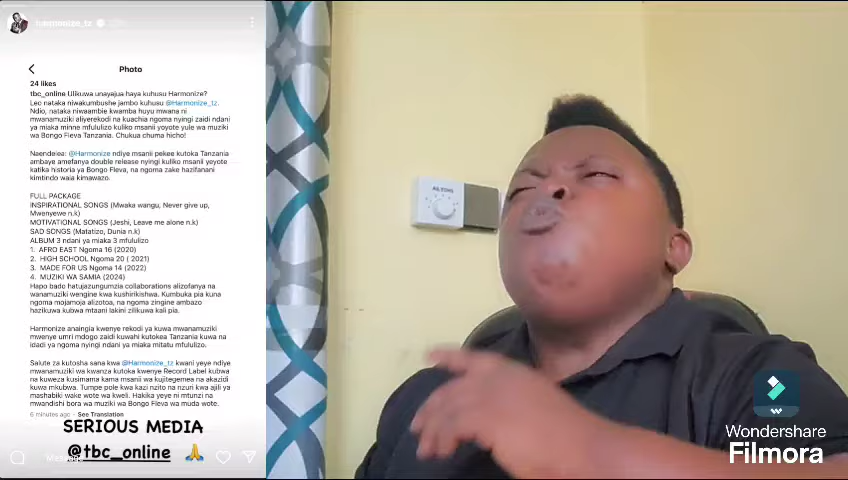 harmonize_tz
Photo
24 likes
tbc_online Ulikuwa Unayajua haya kuhusu Harmonize?
Leo nataka niwakumbushe jambo kuhusu @Harmonize_tz.
Ndio, nataka niwaambie kwamba huyu mwana ni
mwanamuziki aliyerekodi na kuachia ngoma nyingi zaidi ndani
ya miaka minne mfululizo kuliko msanii yoyote yule wa muziki
wa Bongo Fleva Tanzania. Chukua chuma hicho!
Naendelea: @Harmonize ndiye msanii pekee kutoka Tanzania
ambaye amefanya double release nyingi kuliko msanii yeyote
katika historia ya Bongo Fleva, na ngoma zake hazifanani
kimtindo wala kimawazo.
FULL PACKAGE
INSPIRATIONAL SONGS (Mwaka wangu, Never give up,
Mwenyewe n.k)
MOTIVATIONAL SONGS (Jeshi, Leave me alone n.k)
SAD SONGS (Matatizo, Dunia n.k)
ALBUM 3 ndani ya miaka 3 mfululizo
1. AFRO EAST Ngoma 16 (2020)
2. HIGH SCHOOL Ngoma 20 ( 2021)
3. MADE FOR US Ngoma 14 (2022)
4. MUZIKI WA SAMIA (2024)
Hapo bado hatujazungumzia collaborations alizofanya na
wanamuziki wengine kwa kushirikishwa. Kumbuka pia kuna
ngoma mojamoja alizotoa, na ngoma zingine ambazo
hazikuwa kubwa mtaani lakini zilikuwa kali pia.
Harmonize anaingia kwenye rekodi ya kuwa mwanamuziki
mwenye umri mdogo zaidi kuwahi kutokea Tanzania kuwa na
idadi ya ngoma nyingi ndani ya miaka mitatu mfululizo.
Salute za kutosha sana kwa @Harmonize_tz kwani yeye ndiye
mwanamuziki wa kwanza kutoka kwenye Record Label kubwa
na kuweza kusimama kama msanii wa kujitegemea na akazidi
kuwa mkubwa. Tumpe pole kwa kazi nzito na nzuri kwa ajili ya
mashabiki wake wote wa kweli. Hakika yeye ni mtunzi na
mwandishi bora wa muziki wa Bongo Fleva wa muda wote.
6 minutes ago · See Translation
SERIOUS MEDIA
@tbc_online 🙏
Wondershare
Filmora